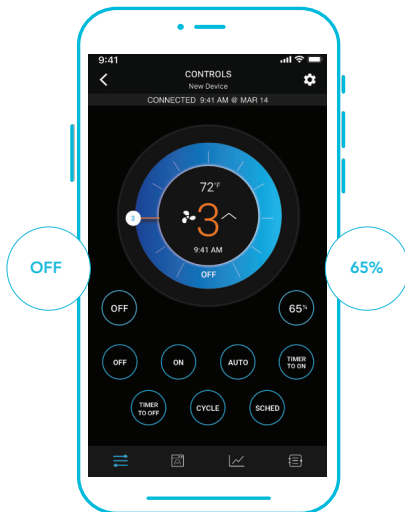 9:41
CONTROLS
New Device
CONNECTED 9:41 AM @ MAR 14
72°F
3
3
9:41 AM
OFF
OFF
65%
OFF
65%
OFF
ON
AUTO
TIMER
TO ON
TIMER
TO OFF
CYCLE
SCHED